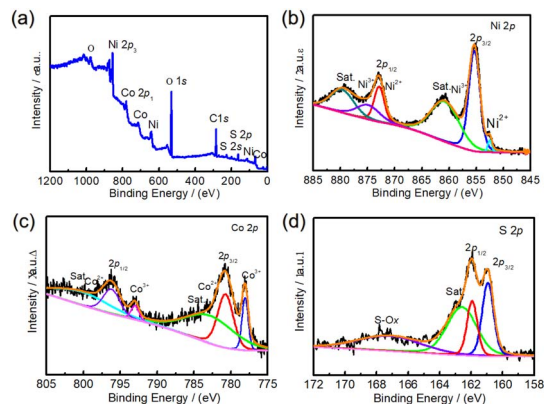 (a)
Intensity / a.u.
O
Ni 2p3
O 1s
Co 2p1
Co
Ni
C1s
S 2p
S 2s
Ni
Co
1200 1000 800 600 400 200 0
Binding Energy / (eV)
(b)
Ni 2p
Intensity /
2p3/2
2p1/2
Sat.
Ni3+
Ni2+
Sat.
Ni3+
Ni2+
885 880 875 870 865 860 855 850 845
Binding Energy / (eV)
(c)
Co 2p
Intensity /
2p3/2
Co3+
2p1/2
Co2+
Sat.
Co2+
Co3+
Sat.
805 795 785 775
Binding Energy / (eV)
(d)
S 2p
Intensity /
2p1/2
2p3/2
Sat.
S-Ox
172 170 168 166 164 162 160 158
Binding Energy / (eV)